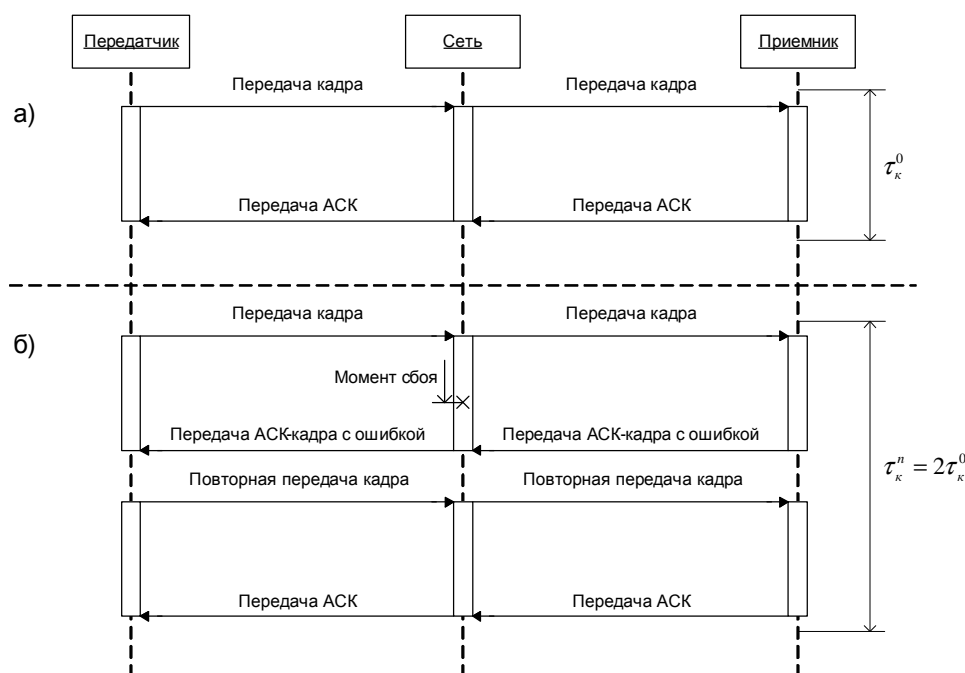 Передатчик
Сеть
Приемник
Передача кадра
Передача кадра
а)
τ_к^0
Передача АСК
Передача АСК
Передача кадра
Передача кадра
б)
Момент сбоя
Передача АСК-кадра с ошибкой
Передача АСК-кадра с ошибкой
τ_к^п = 2τ_к^0
Повторная передача кадра
Повторная передача кадра
Передача АСК
Передача АСК